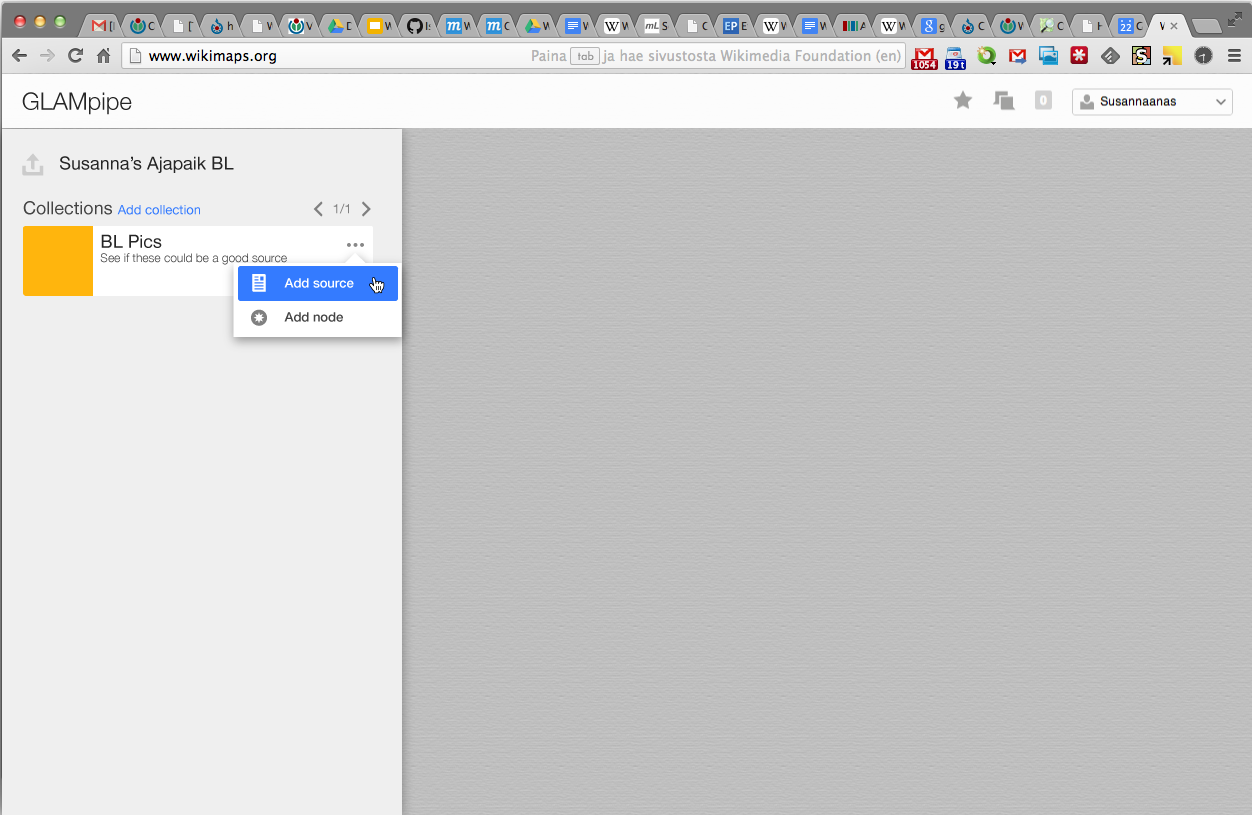 www.wikimaps.org
Paina tab ja hae sivustosta Wikimedia Foundation (en)
1054
19t
GLAMpipe
0
Susannaanas
Susanna’s Ajapaik BL
Collections Add collection 1/1
BL Pics
See if these could be a good source
Add source
Add node